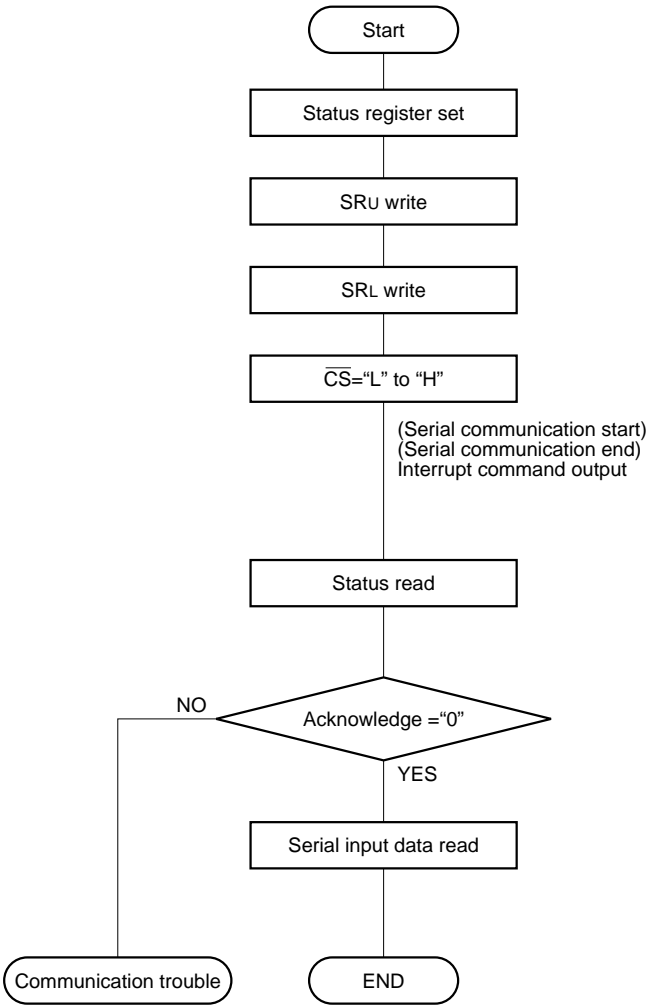 Start
Status register set
SRU write
SRL write
C̅S̅=“L” to “H”
(Serial communication start)
(Serial communication end)
Interrupt command output
Status read
NO
Acknowledge =“0”
YES
Serial input data read
Communication trouble
END